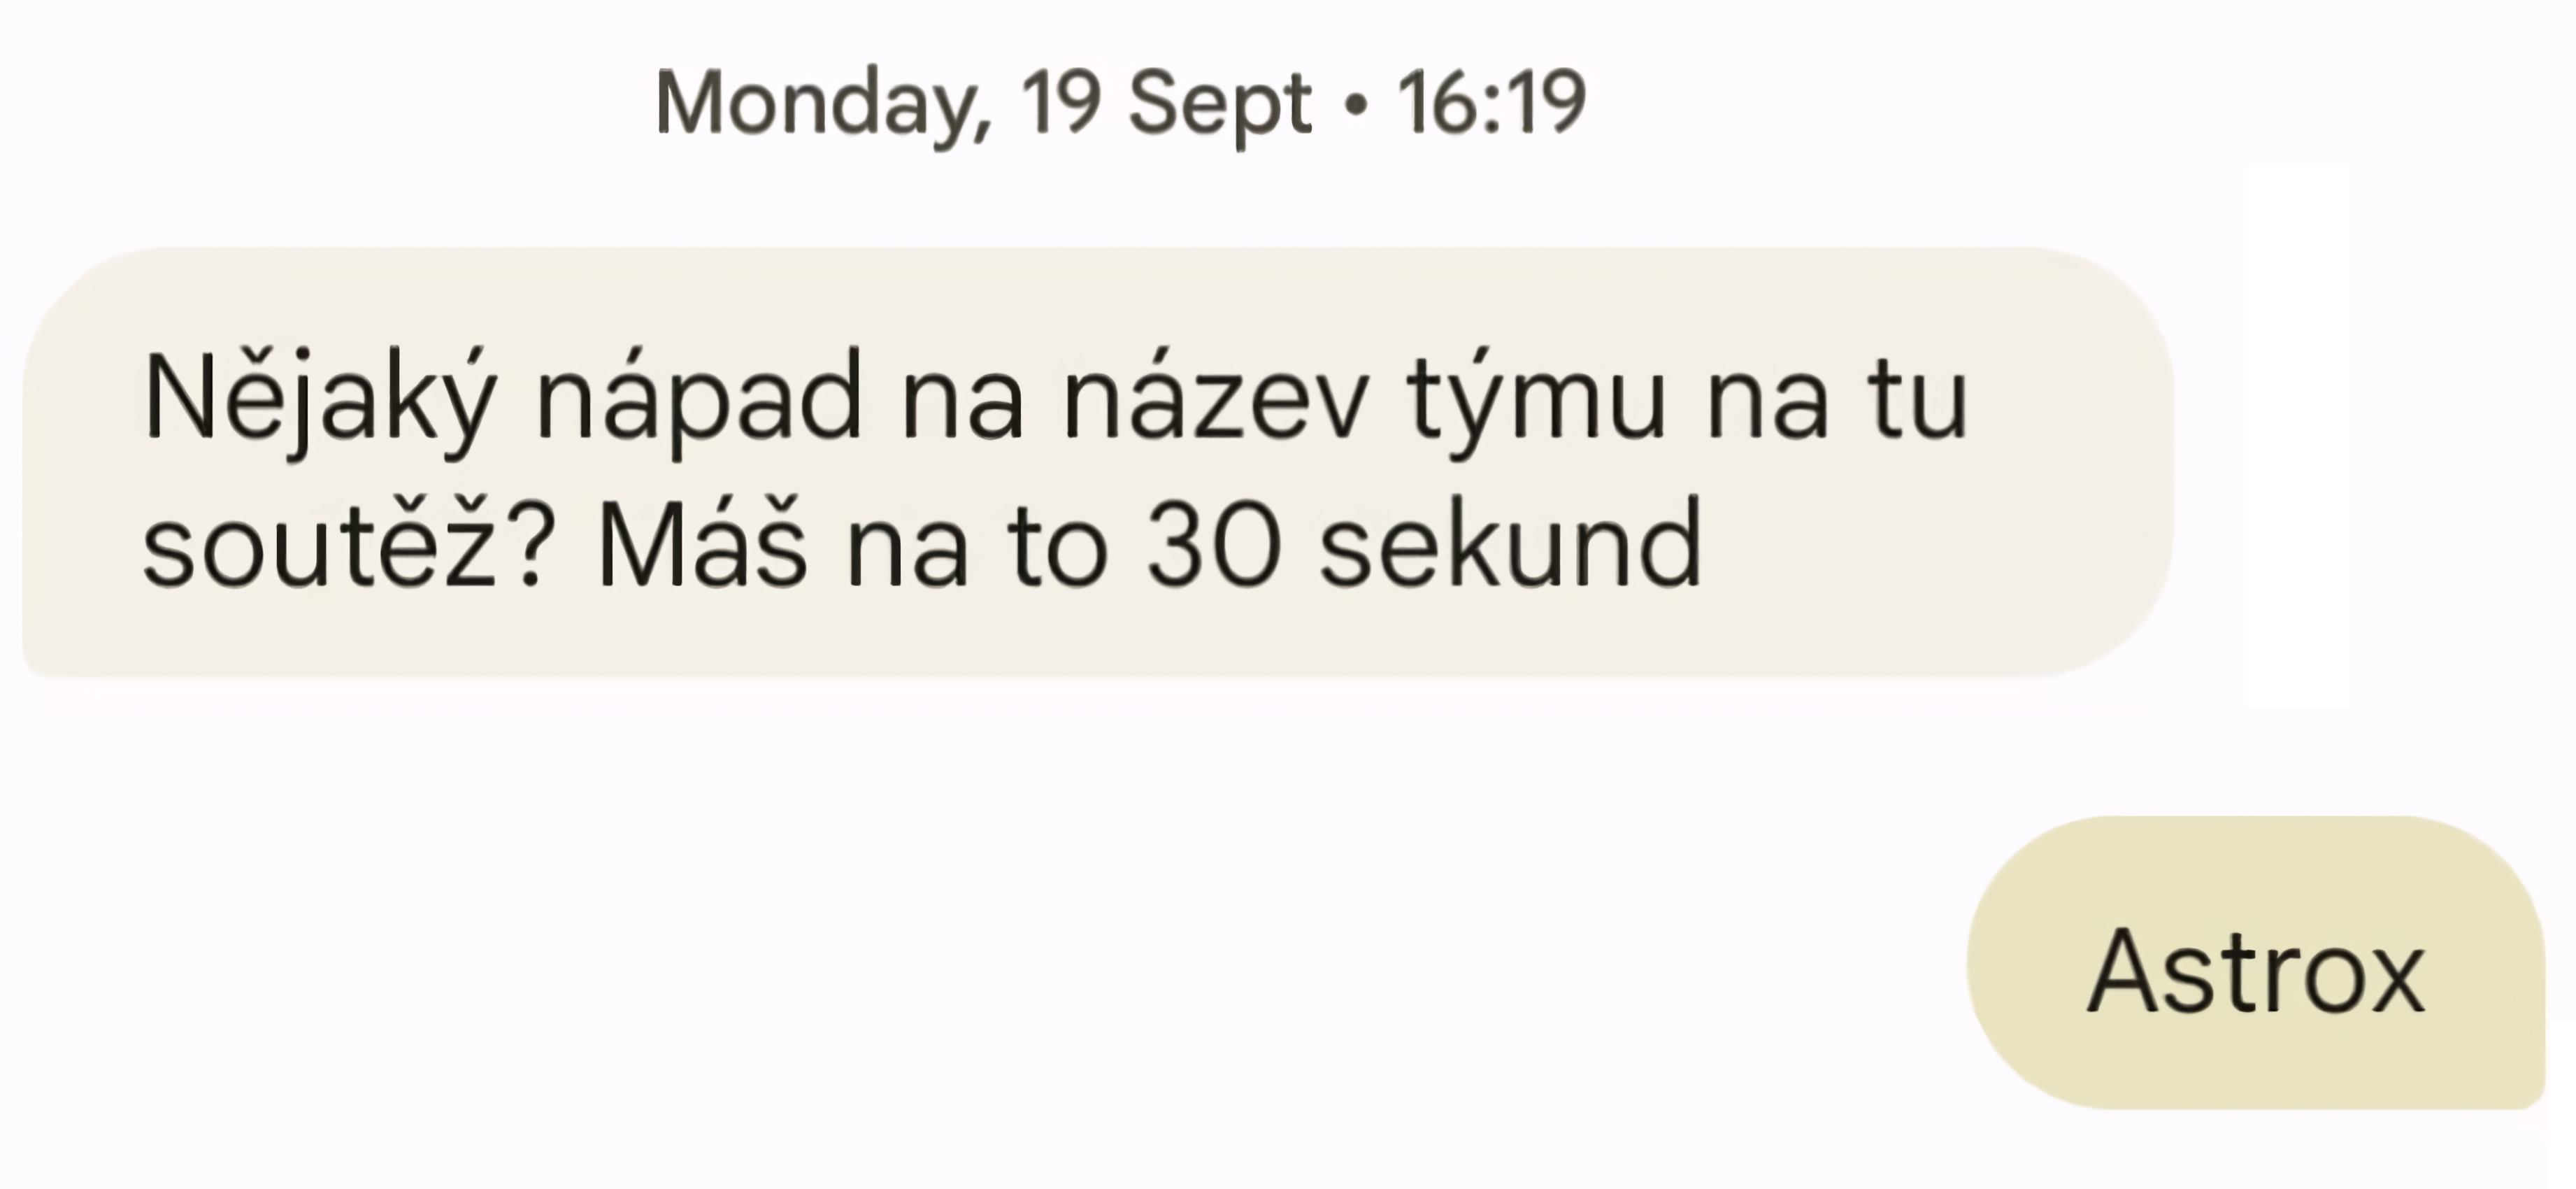 Monday, 19 Sept • 16:19
Nějaký nápad na název týmu na tu
soutěž? Máš na to 30 sekund
Astrox